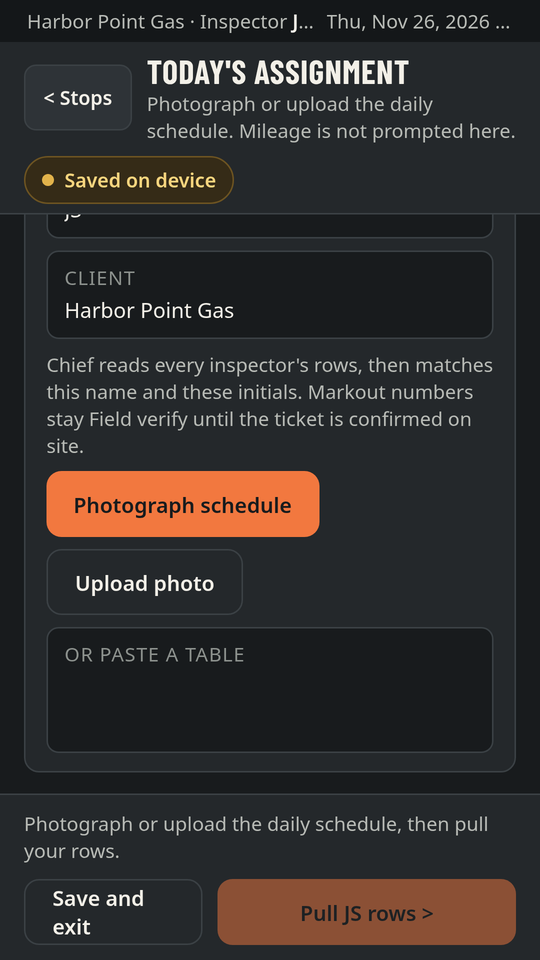 Harbor Point Gas · Inspector J... Thu, Nov 26, 2026 ...
< Stops
TODAY'S ASSIGNMENT
Photograph or upload the daily
schedule. Mileage is not prompted here.
Saved on device
JS
CLIENT
Harbor Point Gas
Chief reads every inspector's rows, then matches
this name and these initials. Markout numbers
stay Field verify until the ticket is confirmed on
site.
Photograph schedule
Upload photo
OR PASTE A TABLE
Photograph or upload the daily schedule, then pull
your rows.
Save and
exit
Pull JS rows >